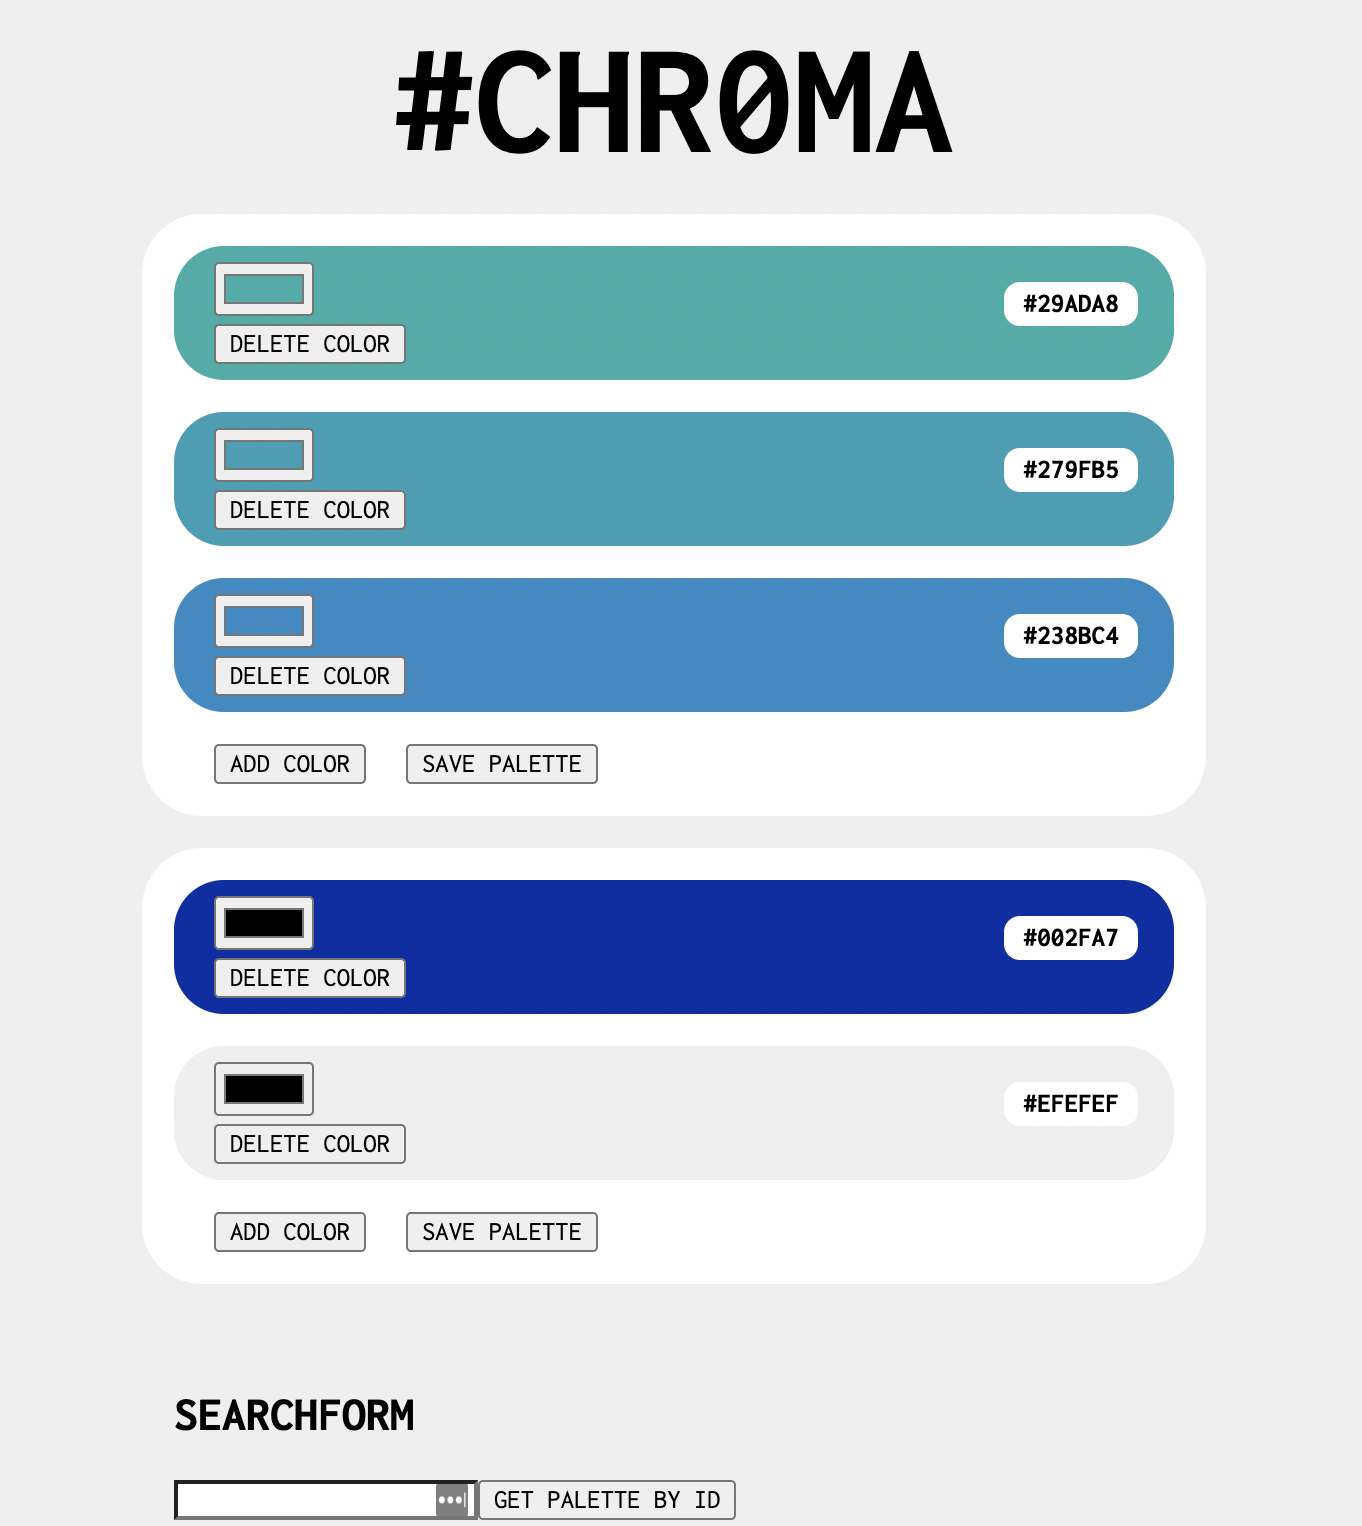 #CHR0MA
#29ADA8
DELETE COLOR
#279FB5
DELETE COLOR
#238BC4
DELETE COLOR
ADD COLOR SAVE PALETTE
#002FA7
DELETE COLOR
#EFEFEF
DELETE COLOR
ADD COLOR SAVE PALETTE
SEARCHFORM
GET PALETTE BY ID